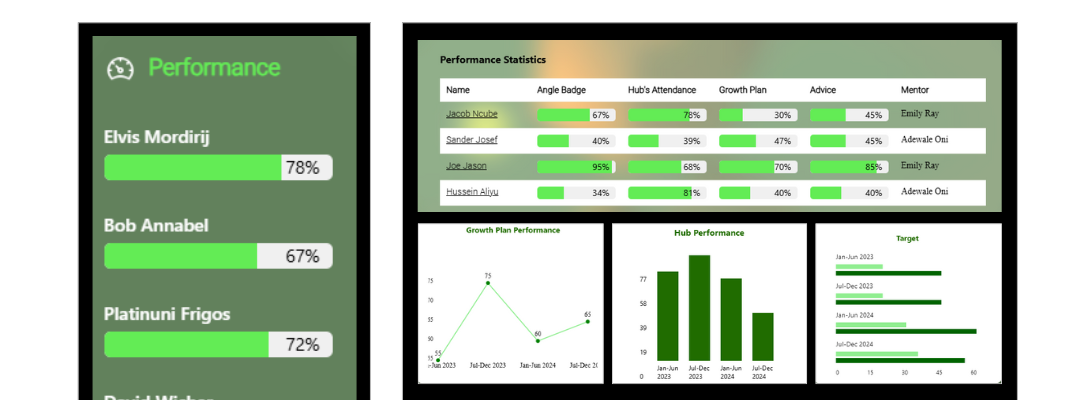 Performance
Elvis Mordirij
78%
Bob Annabel
67%
Platinuni Frigos
72%
Performance Statistics
Name Angle Badge Hub's Attendance Growth Plan Advice Mentor
Jacob Ncube 67% 78% 30% 45% Emily Ray
Sander Josef 40% 39% 47% 45% Adewale Oni
Joe Jason 95% 68% 70% 85% Emily Ray
Hussein Aliyu 34% 81% 40% 40% Adewale Oni
Growth Plan Performance
75
70
65
60
55
75
60
65
55
-Jun 2023 Jul-Dec 2023 Jan-Jun 2024 Jul-Dec 2(
Hub Performance
77
58
39
19
0
Jan-Jun 2023
Jul-Dec 2023
Jan-Jun 2024
Jul-Dec 2024
Target
Jan-Jun 2023
Jul-Dec 2023
Jan-Jun 2024
Jul-Dec 2024
0 15 30 45 60